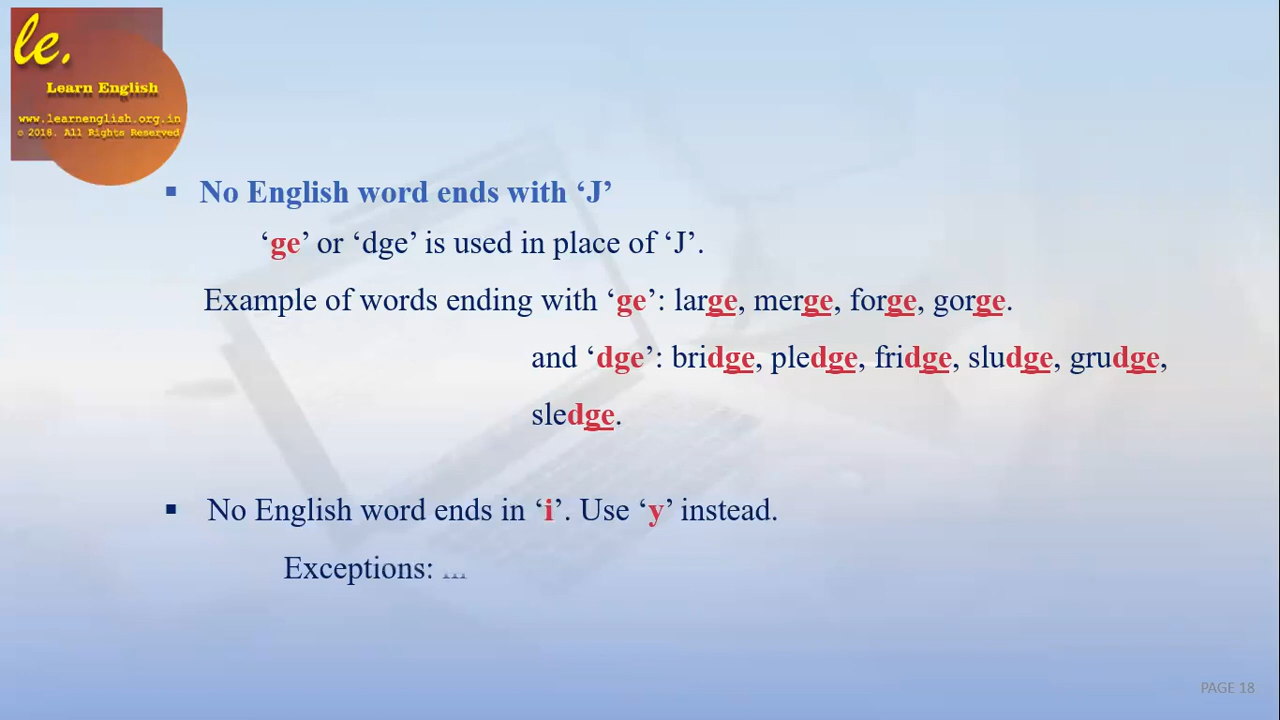 le.
Learn English
www.learnenglish.org.in
© 2018. All Rights Reserved
▪ No English word ends with ‘J’
‘ge’ or ‘dge’ is used in place of ‘J’.
Example of words ending with ‘ge’: large, merge, forge, gorge.
and ‘dge’: bridge, pledge, fridge, sludge, grudge,
sledge.
▪ No English word ends in ‘i’. Use ‘y’ instead.
Exceptions: ...
PAGE 18